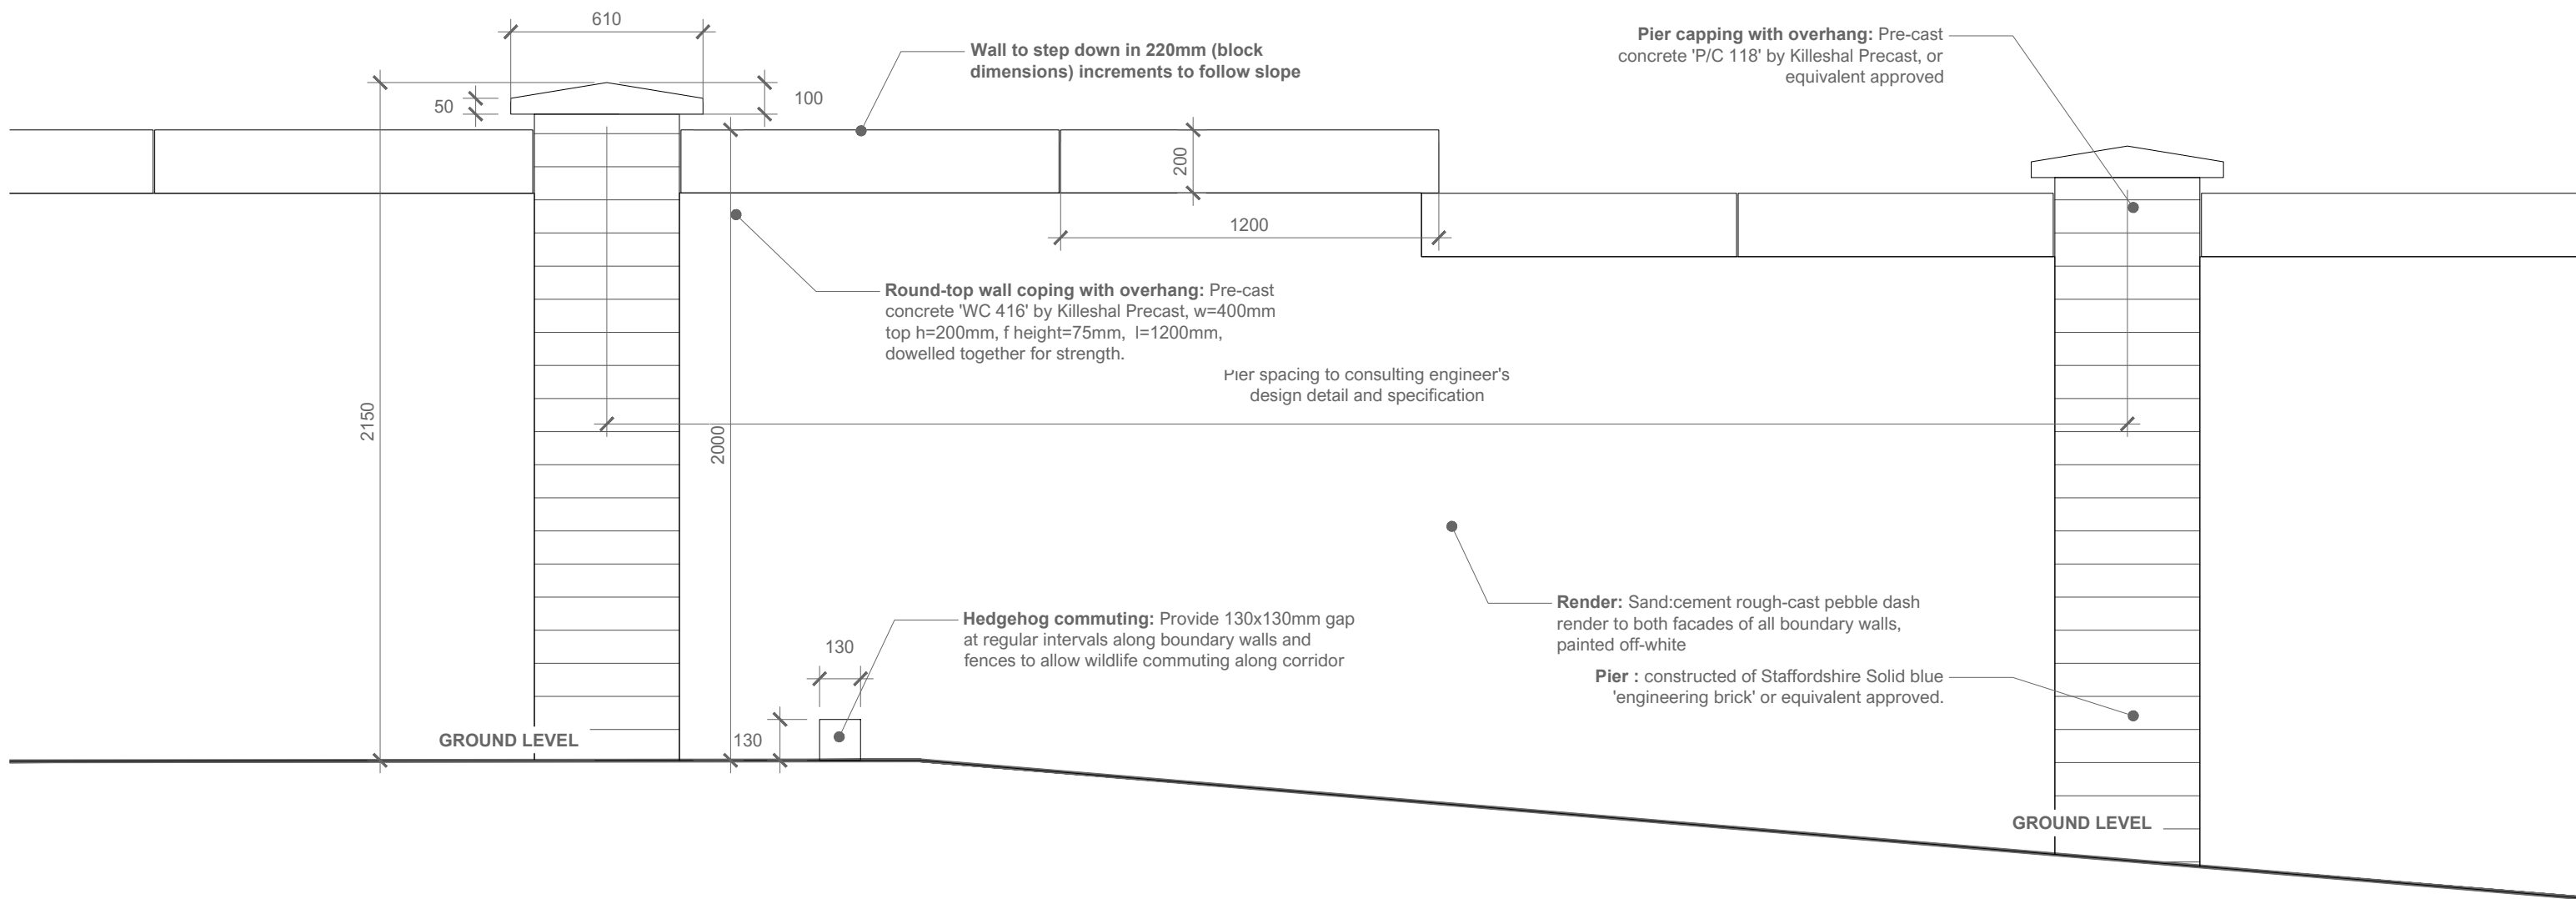 610
Wall to step down in 220mm (block
dimensions) increments to follow slope
Pier capping with overhang: Pre-cast
concrete 'P/C 118' by Killeshal Precast, or
equivalent approved
50
100
200
1200
Round-top wall coping with overhang: Pre-cast
concrete 'WC 416' by Killeshal Precast, w=400mm
top h=200mm, f height=75mm, l=1200mm,
dowelled together for strength.
Pier spacing to consulting engineer's
design detail and specification
2150
2000
Hedgehog commuting: Provide 130x130mm gap
at regular intervals along boundary walls and
fences to allow wildlife commuting along corridor
Render: Sand:cement rough-cast pebble dash
render to both facades of all boundary walls,
painted off-white
130
Pier : constructed of Staffordshire Solid blue
'engineering brick' or equivalent approved.
GROUND LEVEL
130
GROUND LEVEL